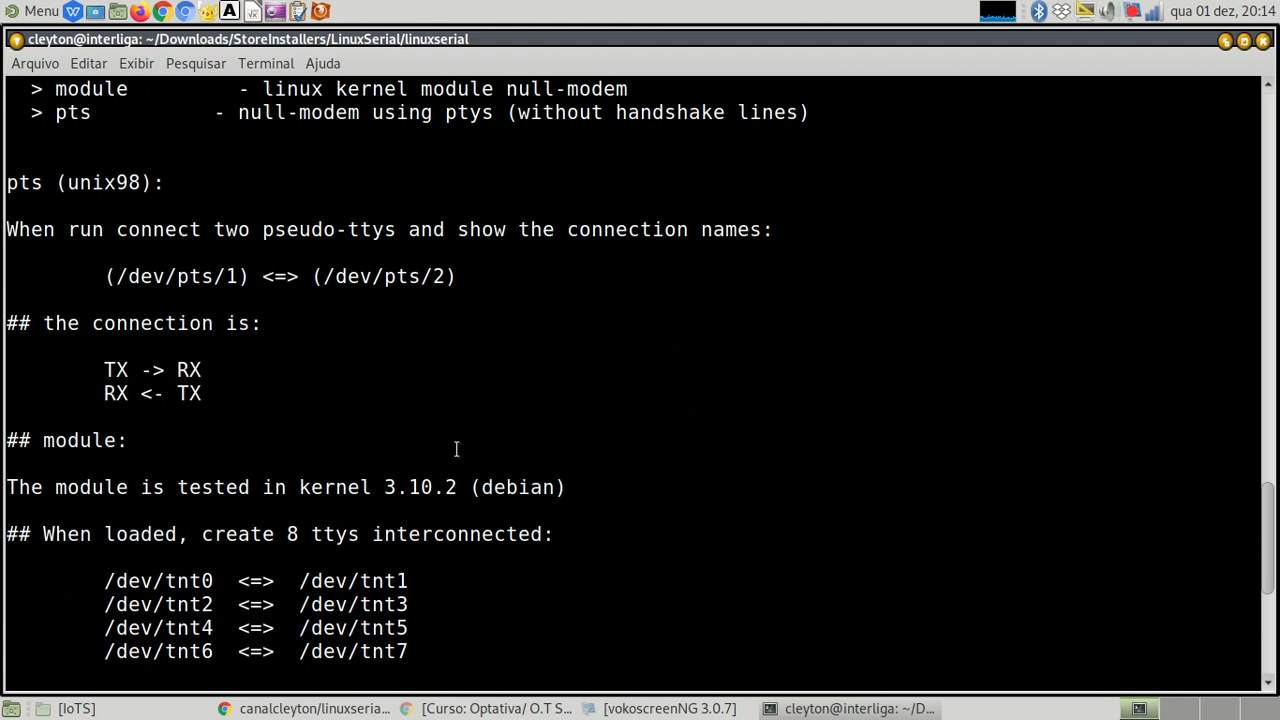 Menu
qua 01 dez, 20:14
cleyton@interliga: ~/Downloads/StoreInstallers/LinuxSerial/linuxserial
Arquivo Editar Exibir Pesquisar Terminal Ajuda
> module - linux kernel module null-modem
> pts - null-modem using ptys (without handshake lines)
pts (unix98):
When run connect two pseudo-ttys and show the connection names:
(/dev/pts/1) <=> (/dev/pts/2)
## the connection is:
TX -> RX
RX <- TX
## module:
The module is tested in kernel 3.10.2 (debian)
## When loaded, create 8 ttys interconnected:
/dev/tnt0 <=> /dev/tnt1
/dev/tnt2 <=> /dev/tnt3
/dev/tnt4 <=> /dev/tnt5
/dev/tnt6 <=> /dev/tnt7
[IoTS] canalcleyton/linuxseria... [Curso: Optativa/ O.T S... [vokoscreenNG 3.0.7] cleyton@interliga: ~/D...